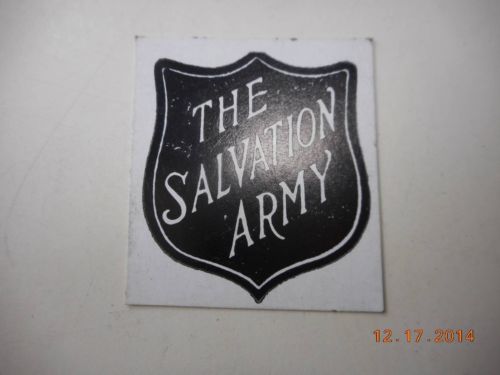 THE
SALVATION
ARMY
12.17.2014